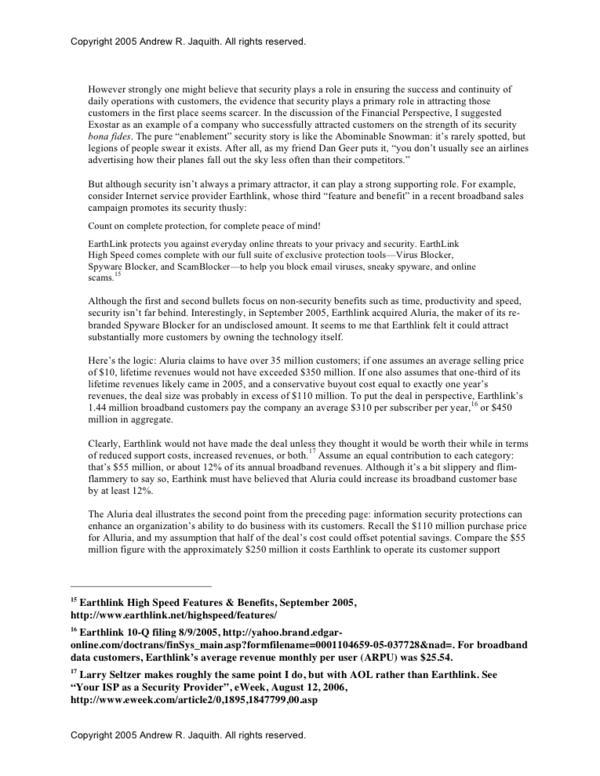 Copyright 2005 Andrew R. Jaquith. All rights reserved.
However strongly one might believe that security plays a role in ensuring the success and continuity of
daily operations with customers, the evidence that security plays a primary role in attracting those
customers in the first place seems scarcer. In the discussion of the Financial Perspective, I suggested
Exostar as an example of a company who successfully attracted customers on the strength of its security
bona fides. The pure “enablement” security story is like the Abominable Snowman: it’s rarely spotted, but
legions of people swear it exists. After all, as my friend Dan Geer puts it, “you don’t usually see an airlines
advertising how their planes fall out the sky less often than their competitors.”
But although security isn’t always a primary attractor, it can play a strong supporting role. For example,
consider Internet service provider Earthlink, whose third “feature and benefit” in a recent broadband sales
campaign promotes its security thusly:
Count on complete protection, for complete peace of mind!
EarthLink protects you against everyday online threats to your privacy and security. EarthLink
High Speed comes complete with our full suite of exclusive protection tools—Virus Blocker,
Spyware Blocker, and ScamBlocker—to help you block email viruses, sneaky spyware, and online
scams.15
Although the first and second bullets focus on non-security benefits such as time, productivity and speed,
security isn’t far behind. Interestingly, in September 2005, Earthlink acquired Aluria, the maker of its re-
branded Spyware Blocker for an undisclosed amount. It seems to me that Earthlink felt it could attract
substantially more customers by owning the technology itself.
Here’s the logic: Aluria claims to have over 35 million customers; if one assumes an average selling price
of $10, lifetime revenues would not have exceeded $350 million. If one also assumes that one-third of its
lifetime revenues likely came in 2005, and a conservative buyout cost equal to exactly one year’s
revenues, the deal size was probably in excess of $110 million. To put the deal in perspective, Earthlink’s
1.44 million broadband customers pay the company an average $310 per subscriber per year,16 or $450
million in aggregate.
Clearly, Earthlink would not have made the deal unless they thought it would be worth their while in terms
of reduced support costs, increased revenues, or both.17 Assume an equal contribution to each category:
that’s $55 million, or about 12% of its annual broadband revenues. Although it’s a bit slippery and flim-
flammery to say so, Earthink must have believed that Aluria could increase its broadband customer base
by at least 12%.
The Aluria deal illustrates the second point from the preceding page: information security protections can
enhance an organization’s ability to do business with its customers. Recall the $110 million purchase price
for Alluria, and my assumption that half of the deal’s cost could offset potential savings. Compare the $55
million figure with the approximately $250 million it costs Earthlink to operate its customer support
15 Earthlink High Speed Features & Benefits, September 2005,
http://www.earthlink.net/highspeed/features/
16 Earthlink 10-Q filing 8/9/2005, http://yahoo.brand.edgar-
online.com/doctrans/finSys_main.asp?formfilename=0001104659-05-037728&nad=. For broadband
data customers, Earthlink’s average revenue monthly per user (ARPU) was $25.54.
17 Larry Seltzer makes roughly the same point I do, but with AOL rather than Earthlink. See
“Your ISP as a Security Provider”, eWeek, August 12, 2006,
http://www.eweek.com/article2/0,1895,1847799,00.asp
Copyright 2005 Andrew R. Jaquith. All rights reserved.